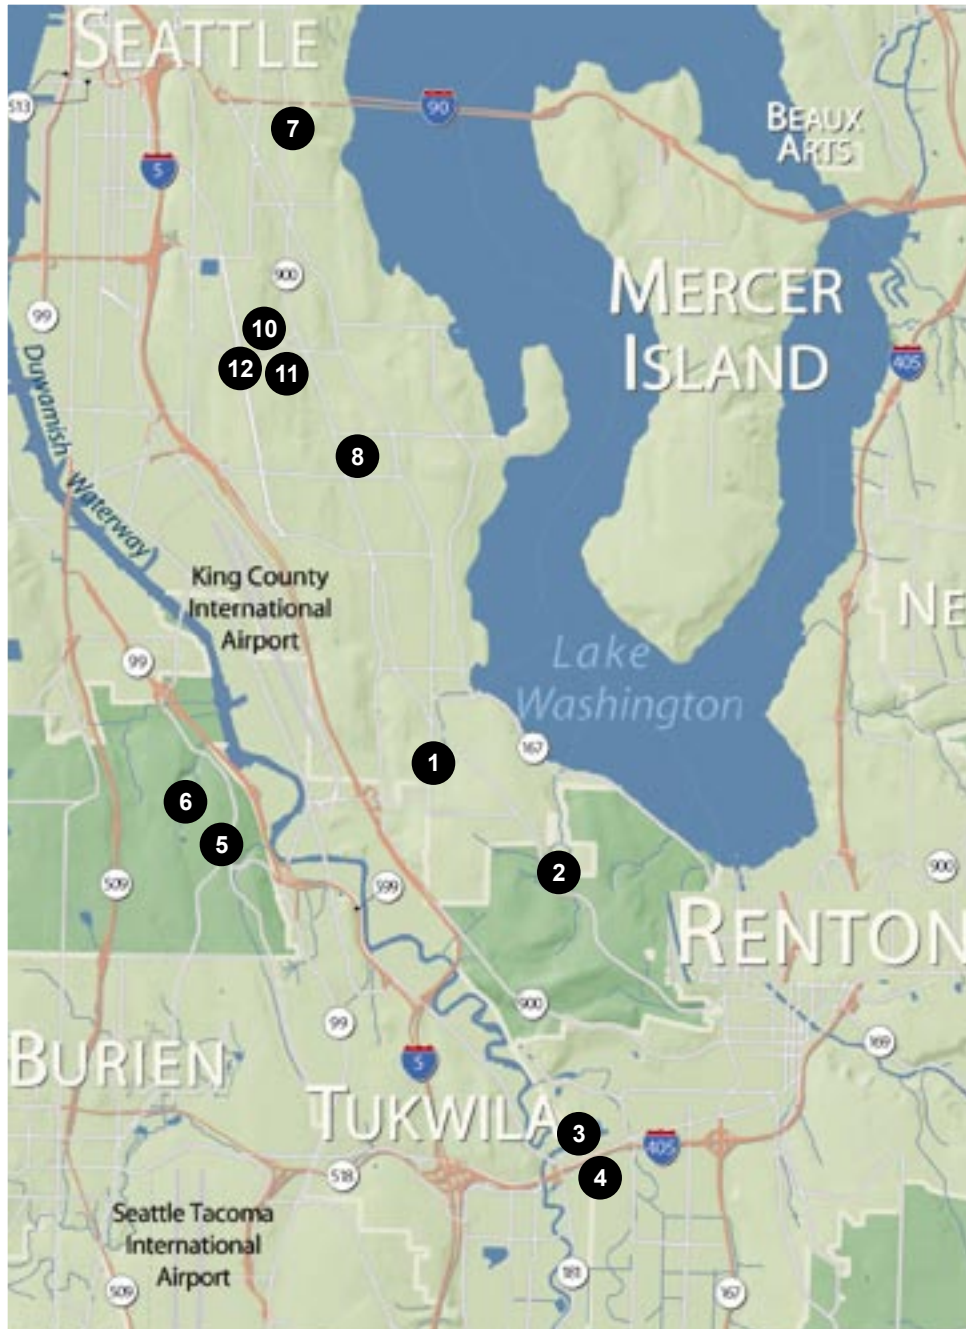 SEATTLE
90
513
BEAUX
ARTS
7
5
900
MERCER
ISLAND
99
10
405
12
11
Duwamish
Waterway
8
King County
International
Airport
NE
Lake
Washington
99
167
1
6
5
2
900
509
599
RENTON
900
99
169
BURIEN
5
TUKWILA
3
405
518
4
Seattle Tacoma
International
Airport
181
509
167